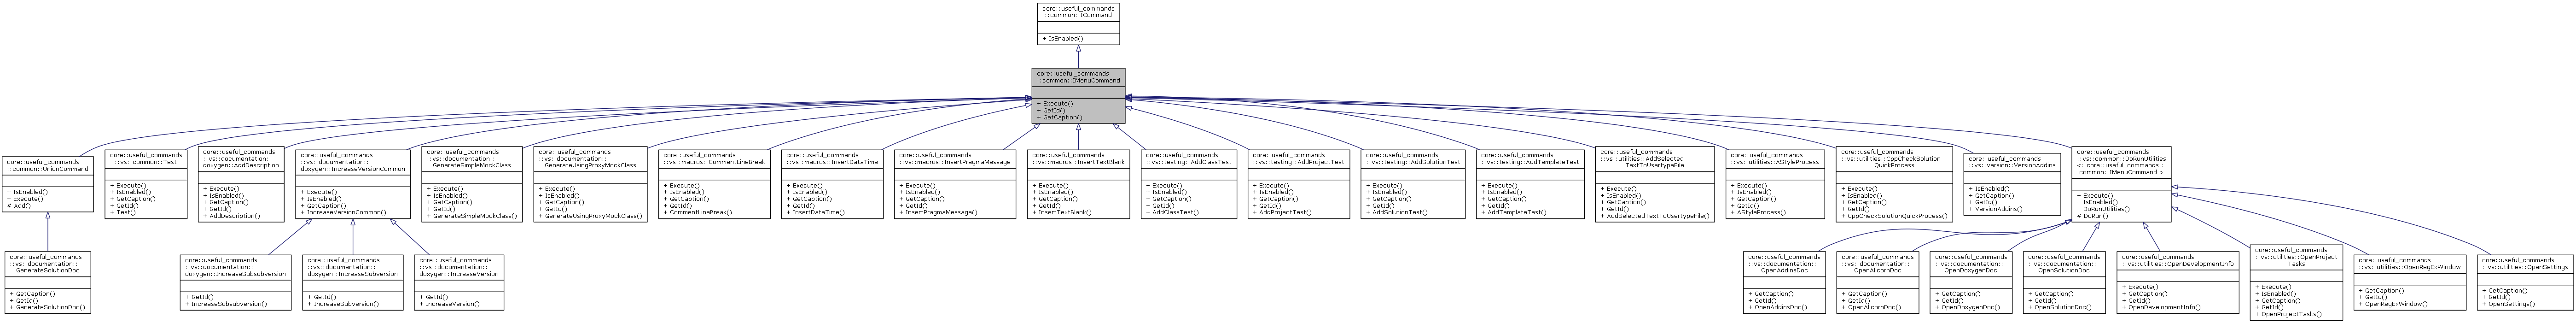 core::useful_commands
::common::ICommand
+ IsEnabled()
core::useful_commands
::common::IMenuCommand
+ Execute()
+ GetId()
+ GetCaption()
core::useful_commands
::common::UnionCommand
+ IsEnabled()
+ Execute()
# Add()
core::useful_commands
::vs::common::Test
+ Execute()
+ IsEnabled()
+ GetCaption()
+ GetId()
+ Test()
core::useful_commands
::vs::documentation::
doxygen::AddDescription
+ Execute()
+ IsEnabled()
+ GetCaption()
+ GetId()
+ AddDescription()
core::useful_commands
::vs::documentation::
doxygen::IncreaseVersionCommon
+ Execute()
+ IsEnabled()
+ GetCaption()
+ IncreaseVersionCommon()
core::useful_commands
::vs::documentation::
GenerateSimpleMockClass
+ Execute()
+ IsEnabled()
+ GetCaption()
+ GetId()
+ GenerateSimpleMockClass()
core::useful_commands
::vs::documentation::
GenerateUsingProxyMockClass
+ Execute()
+ IsEnabled()
+ GetCaption()
+ GetId()
+ GenerateUsingProxyMockClass()
core::useful_commands
::vs::macros::CommentLineBreak
+ Execute()
+ IsEnabled()
+ GetCaption()
+ GetId()
+ CommentLineBreak()
core::useful_commands
::vs::macros::InsertDataTime
+ Execute()
+ IsEnabled()
+ GetCaption()
+ GetId()
+ InsertDataTime()
core::useful_commands
::vs::macros::InsertPragmaMessage
+ Execute()
+ IsEnabled()
+ GetCaption()
+ GetId()
+ InsertPragmaMessage()
core::useful_commands
::vs::macros::InsertTextBlank
+ Execute()
+ IsEnabled()
+ GetCaption()
+ GetId()
+ InsertTextBlank()
core::useful_commands
::vs::testing::AddClassTest
+ Execute()
+ IsEnabled()
+ GetCaption()
+ GetId()
+ AddClassTest()
core::useful_commands
::vs::testing::AddProjectTest
+ Execute()
+ IsEnabled()
+ GetCaption()
+ GetId()
+ AddProjectTest()
core::useful_commands
::vs::testing::AddSolutionTest
+ Execute()
+ IsEnabled()
+ GetCaption()
+ GetId()
+ AddSolutionTest()
core::useful_commands
::vs::testing::AddTemplateTest
+ Execute()
+ IsEnabled()
+ GetCaption()
+ GetId()
+ AddTemplateTest()
core::useful_commands
::vs::utilities::AddSelected
TextToUsertypeFile
+ Execute()
+ IsEnabled()
+ GetCaption()
+ GetId()
+ AddSelectedTextToUsertypeFile()
core::useful_commands
::vs::utilities::AStyleProcess
+ Execute()
+ IsEnabled()
+ GetCaption()
+ GetId()
+ AStyleProcess()
core::useful_commands
::vs::utilities::CppCheckSolution
QuickProcess
+ Execute()
+ IsEnabled()
+ GetCaption()
+ GetId()
+ CppCheckSolutionQuickProcess()
core::useful_commands
::vs::version::VersionAddins
+ IsEnabled()
+ GetCaption()
+ GetId()
+ VersionAddins()
core::useful_commands
::vs::common::DoRunUtilities
< ::core::useful_commands::
common::IMenuCommand >
+ Execute()
+ IsEnabled()
+ DoRunUtilities()
# DoRun()
core::useful_commands
::vs::documentation::
GenerateSolutionDoc
+ GetCaption()
+ GetId()
+ GenerateSolutionDoc()
core::useful_commands
::vs::documentation::
doxygen::IncreaseSubsubversion
+ GetId()
+ IncreaseSubsubversion()
core::useful_commands
::vs::documentation::
doxygen::IncreaseSubversion
+ GetId()
+ IncreaseSubversion()
core::useful_commands
::vs::documentation::
doxygen::IncreaseVersion
+ GetId()
+ IncreaseVersion()
core::useful_commands
::vs::documentation::
OpenAddinsDoc
+ GetCaption()
+ GetId()
+ OpenAddinsDoc()
core::useful_commands
::vs::documentation::
OpenAlicornDoc
+ GetCaption()
+ GetId()
+ OpenAlicornDoc()
core::useful_commands
::vs::documentation::
OpenDoxygenDoc
+ GetCaption()
+ GetId()
+ OpenDoxygenDoc()
core::useful_commands
::vs::documentation::
OpenSolutionDoc
+ GetCaption()
+ GetId()
+ OpenSolutionDoc()
core::useful_commands
::vs::utilities::OpenDevelopmentInfo
+ Execute()
+ GetCaption()
+ GetId()
+ OpenDevelopmentInfo()
core::useful_commands
::vs::utilities::OpenProject
Tasks
+ Execute()
+ IsEnabled()
+ GetCaption()
+ GetId()
+ OpenProjectTasks()
core::useful_commands
::vs::utilities::OpenRegExWindow
+ GetCaption()
+ GetId()
+ OpenRegExWindow()
core::useful_commands
::vs::utilities::OpenSettings
+ GetCaption()
+ GetId()
+ OpenSettings()